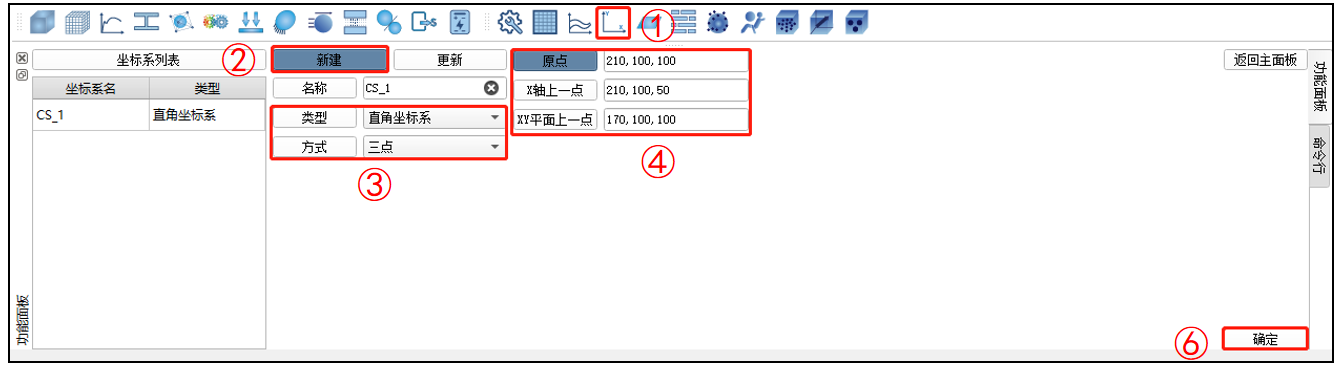 ①
坐标系列表
②
新建
更新
原点
210,100,100
返回主面板
功能面板
坐标系名
类型
名称
CS_1
X轴上一点
210,100,50
CS_1
直角坐标系
类型
直角坐标系
XY平面上一点
170,100,100
方式
三点
命令行
③
④
功能面板
⑥
确定